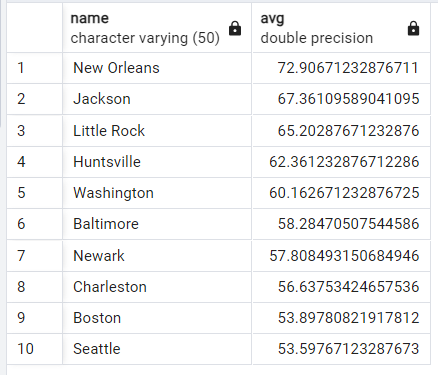 name avg
character varying (50) double precision
1 New Orleans 72.90671232876711
2 Jackson 67.36109589041095
3 Little Rock 65.20287671232876
4 Huntsville 62.361232876712286
5 Washington 60.162671232876725
6 Baltimore 58.28470507544586
7 Newark 57.808493150684946
8 Charleston 56.63753424657536
9 Boston 53.89780821917812
10 Seattle 53.59767123287673